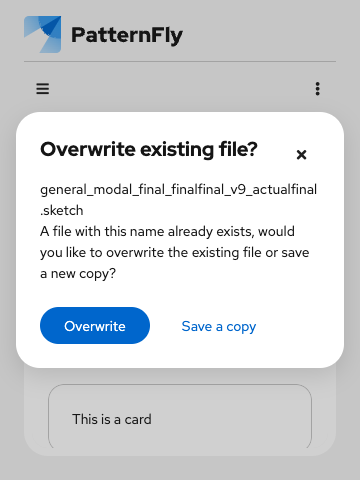 PatternFly
Overwrite existing file?
general_modal_final_finalfinal_v9_actualfinal
.sketch
A file with this name already exists, would
you like to overwrite the existing file or save
a new copy?
Overwrite
Save a copy
This is a card